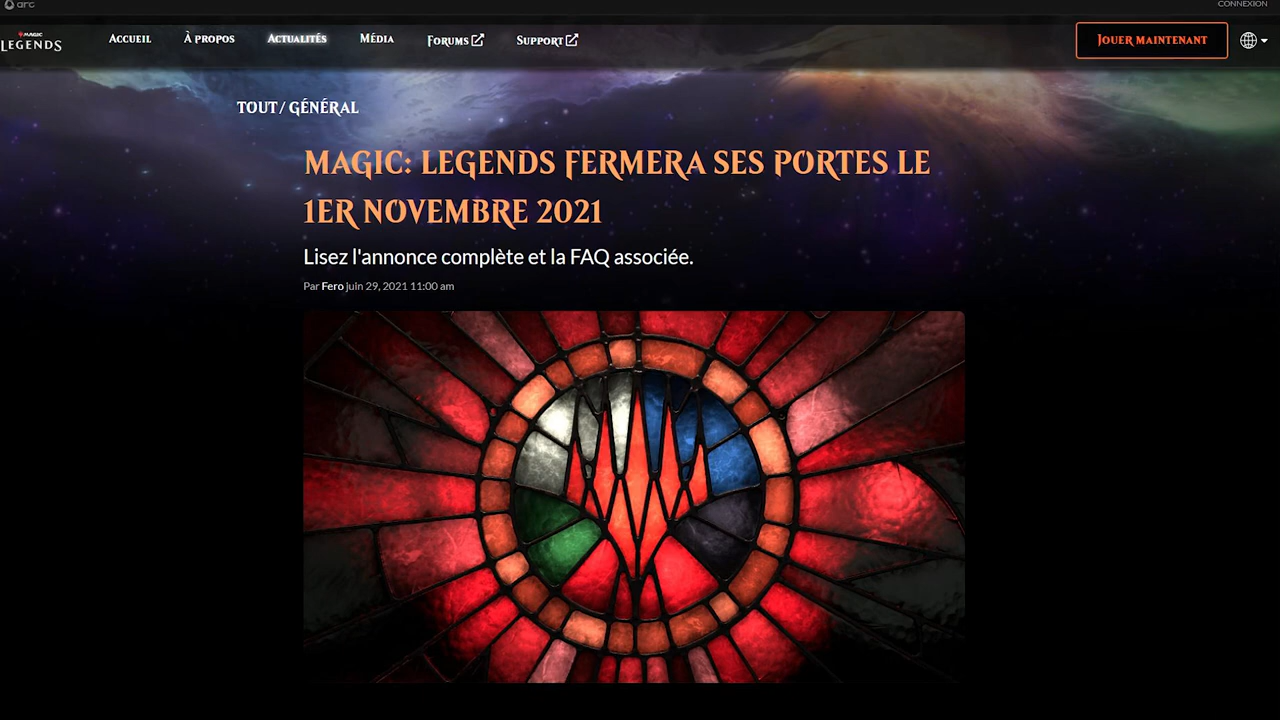 arc
CONNEXION
MAGIC
LEGENDS
Accueil
À propos
Actualités
Média
Forums
Support
Jouer maintenant
TOUT / GÉNÉRAL
MAGIC: LEGENDS FERMERA SES PORTES LE
1ER NOVEMBRE 2021
Lisez l'annonce complète et la FAQ associée.
Par Fero juin 29, 2021 11:00 am